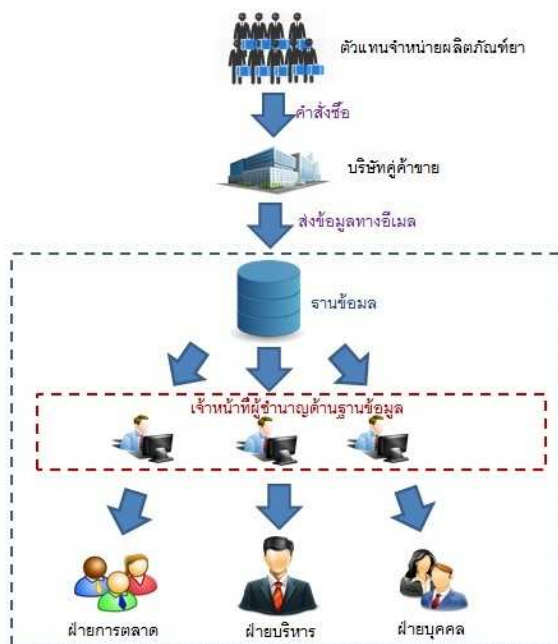 ตัวแทนจำหน่ายผลิตภัณฑ์ยา
คำสั่งซื้อ
บริษัทคู่ค้าขาย
ส่งข้อมูลทางอีเมล
ฐานข้อมล
เจ้าหน้าที่ผู้ชำนาญด้านฐานข้อมูล
ฝ่ายการตลาด
ฝ่ายบริหาร
ฝ่ายบุคคล